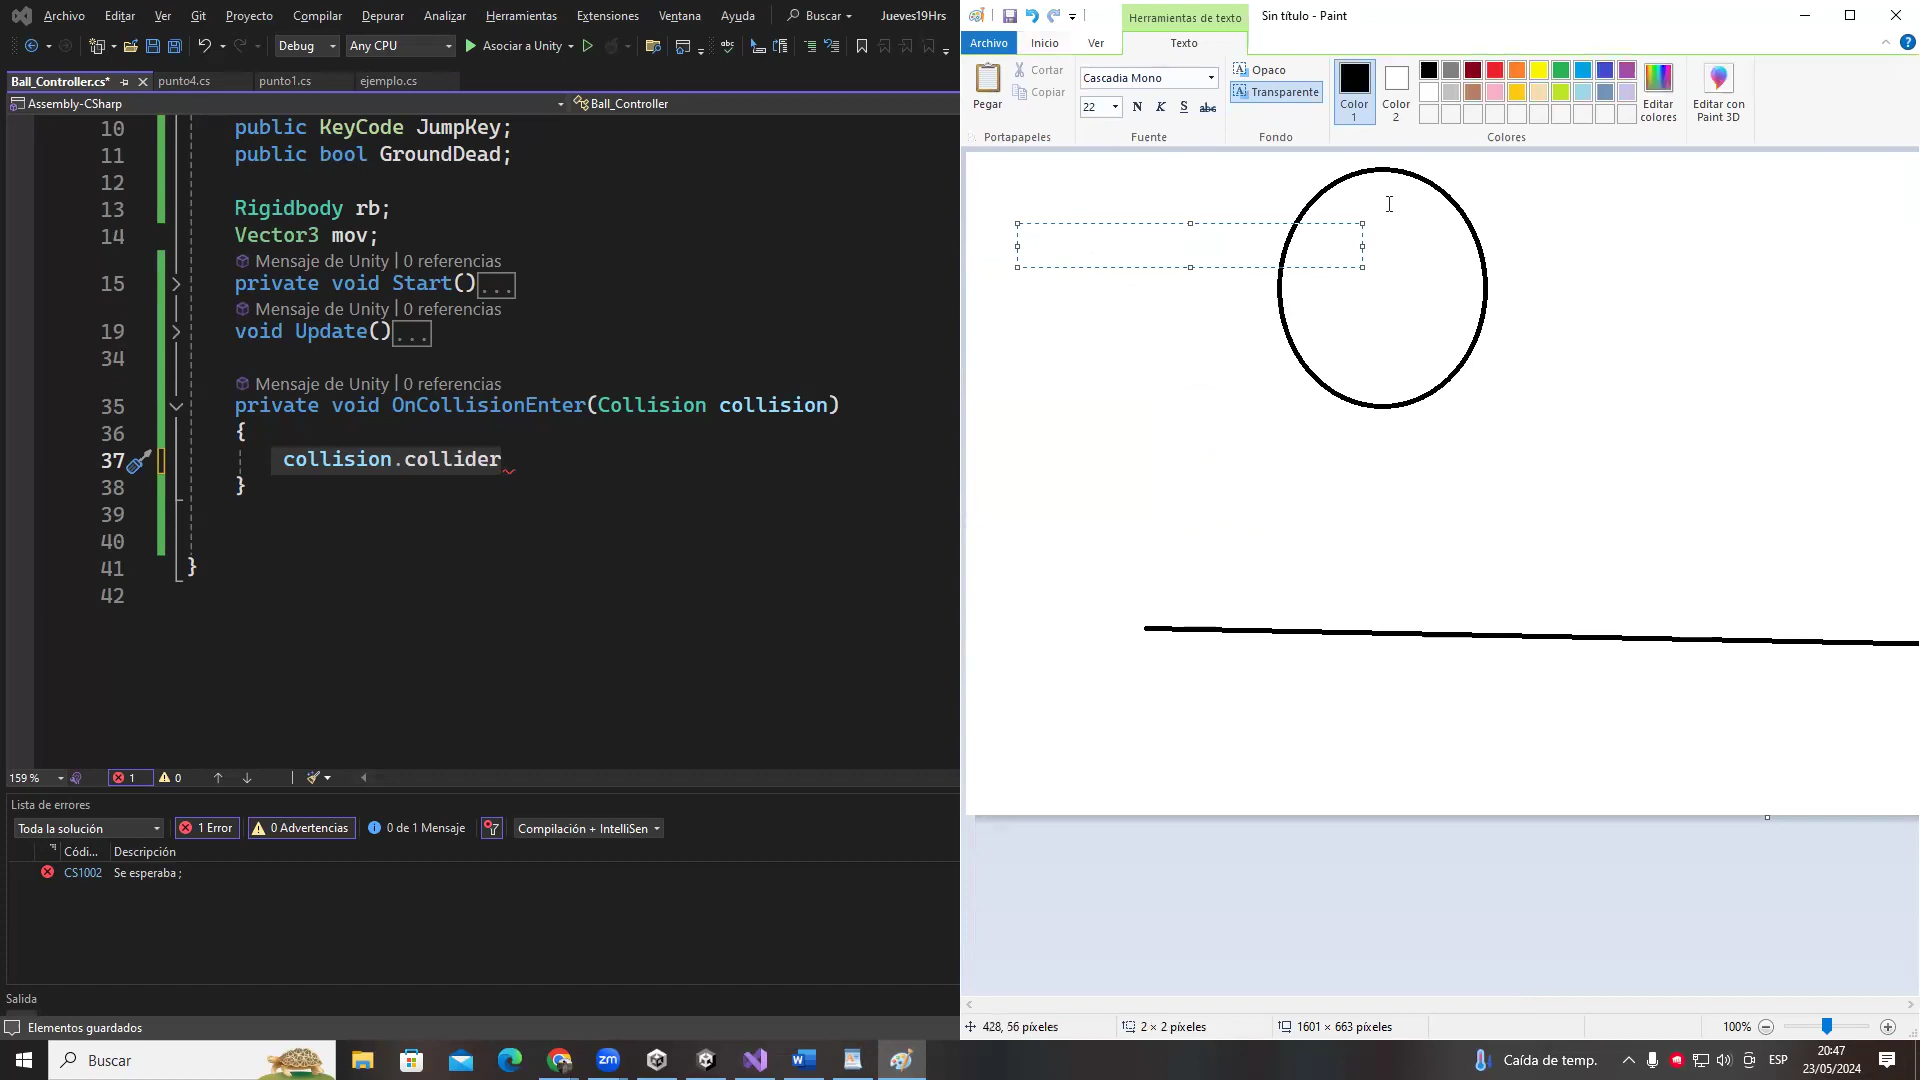 Archivo Editar Ver Git Proyecto Compilar Depurar Analizar Herramientas Extensiones Ventana Ayuda Buscar Jueves19Hrs
Debug Any CPU Asociar a Unity
Ball_Controller.cs* punto4.cs punto1.cs ejemplo.cs
Assembly-CSharp Ball_Controller
10 public KeyCode JumpKey;
11 public bool GroundDead;
12
13 Rigidbody rb;
14 Vector3 mov;
Mensaje de Unity | 0 referencias
15 private void Start()...
Mensaje de Unity | 0 referencias
19 void Update()...
34
Mensaje de Unity | 0 referencias
35 private void OnCollisionEnter(Collision collision)
36 {
37 collision.collider
38 }
39
40
41 }
42
159 % 1 0
Lista de errores
Toda la solución 1 Error 0 Advertencias 0 de 1 Mensaje Compilación + IntelliSen
Códi... Descripción
CS1002 Se esperaba ;
Salida
Elementos guardados
Herramientas de texto Sin título - Paint
Archivo Inicio Ver Texto
Pegar Cortar Copiar
Portapapeles
Cascadia Mono
22 N K S abc
Fuente
Opaco
Transparente
Fondo
Color 1
Color 2
Editar colores
Editar con Paint 3D
Colores
428, 56 píxeles 2 × 2 píxeles 1601 × 663 píxeles 100%
Buscar
Caída de temp. ESP 20:47
23/05/2024